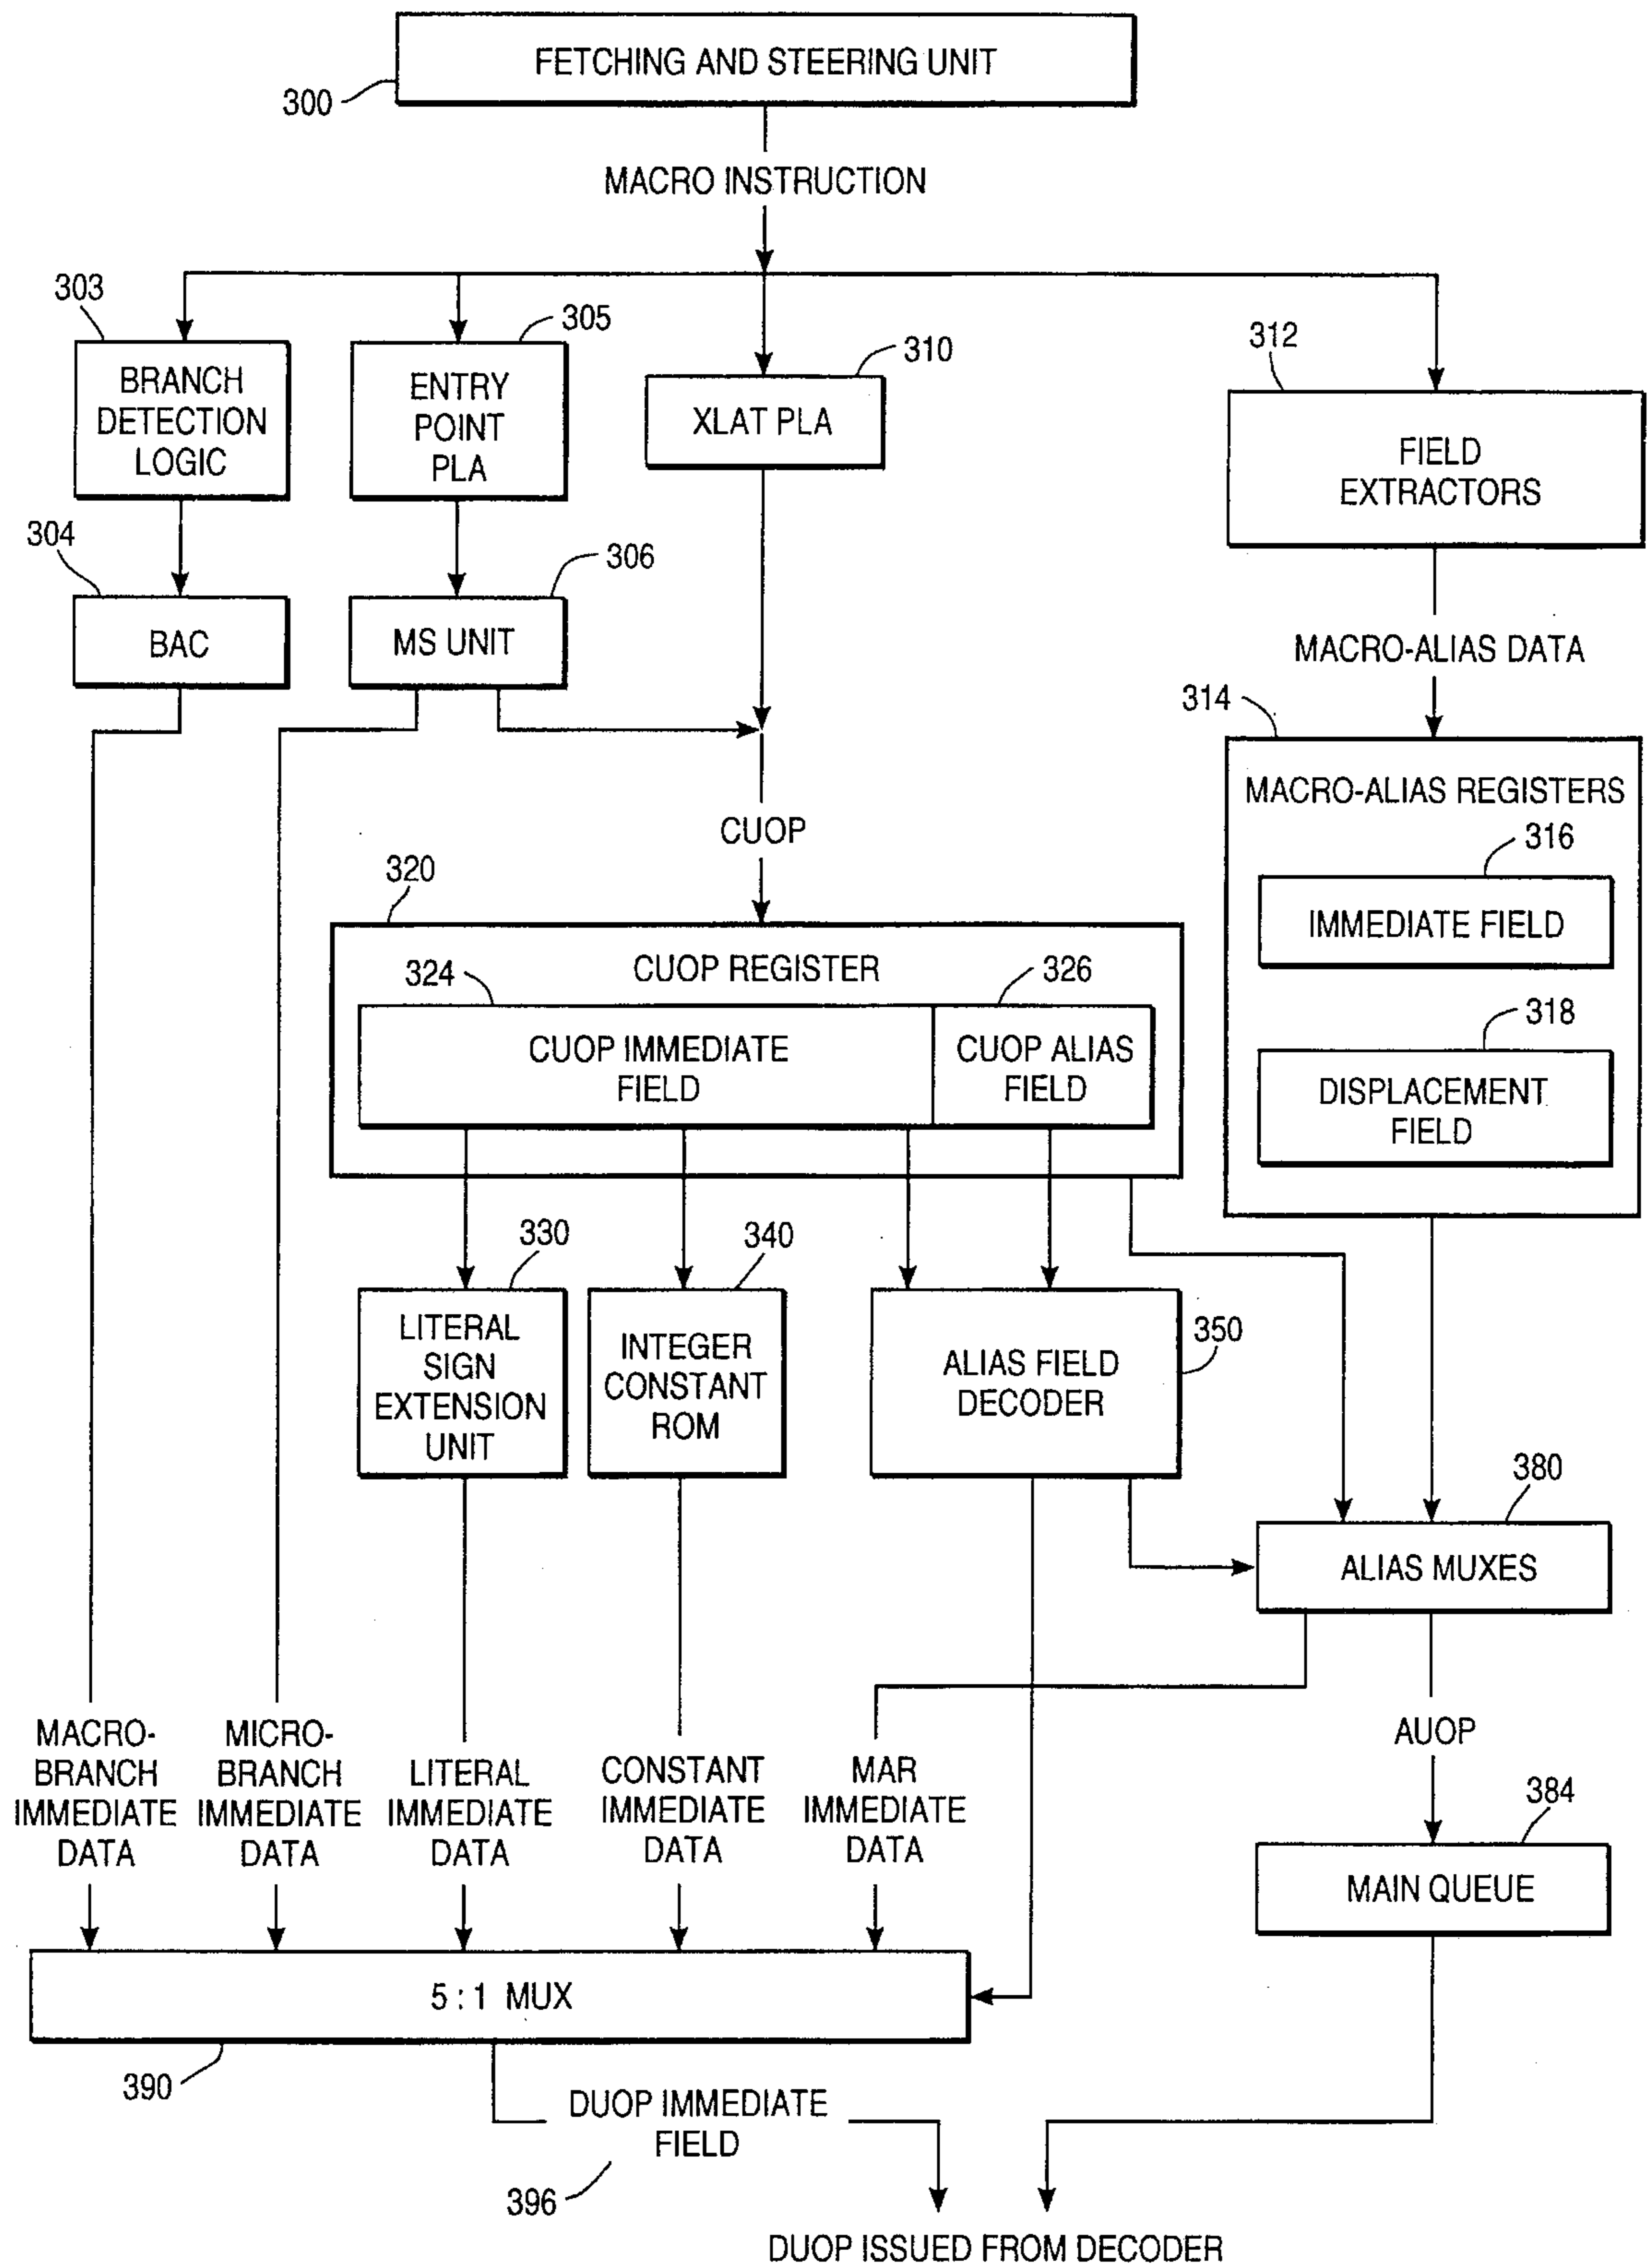 FETCHING AND STEERING UNIT
300
MACRO INSTRUCTION
303
BRANCH
DETECTION
LOGIC
305
ENTRY
POINT
PLA
310
XLAT PLA
312
FIELD
EXTRACTORS
304
BAC
306
MS UNIT
MACRO-ALIAS DATA
314
MACRO-ALIAS REGISTERS
316
IMMEDIATE FIELD
318
DISPLACEMENT
FIELD
CUOP
320
CUOP REGISTER
324
326
CUOP IMMEDIATE
FIELD
CUOP ALIAS
FIELD
330
LITERAL
SIGN
EXTENSION
UNIT
340
INTEGER
CONSTANT
ROM
350
ALIAS FIELD
DECODER
380
ALIAS MUXES
MACRO-
BRANCH
IMMEDIATE
DATA
MICRO-
BRANCH
IMMEDIATE
DATA
LITERAL
IMMEDIATE
DATA
CONSTANT
IMMEDIATE
DATA
MAR
IMMEDIATE
DATA
AUOP
384
MAIN QUEUE
5 : 1 MUX
390
DUOP IMMEDIATE
FIELD
396
DUOP ISSUED FROM DECODER